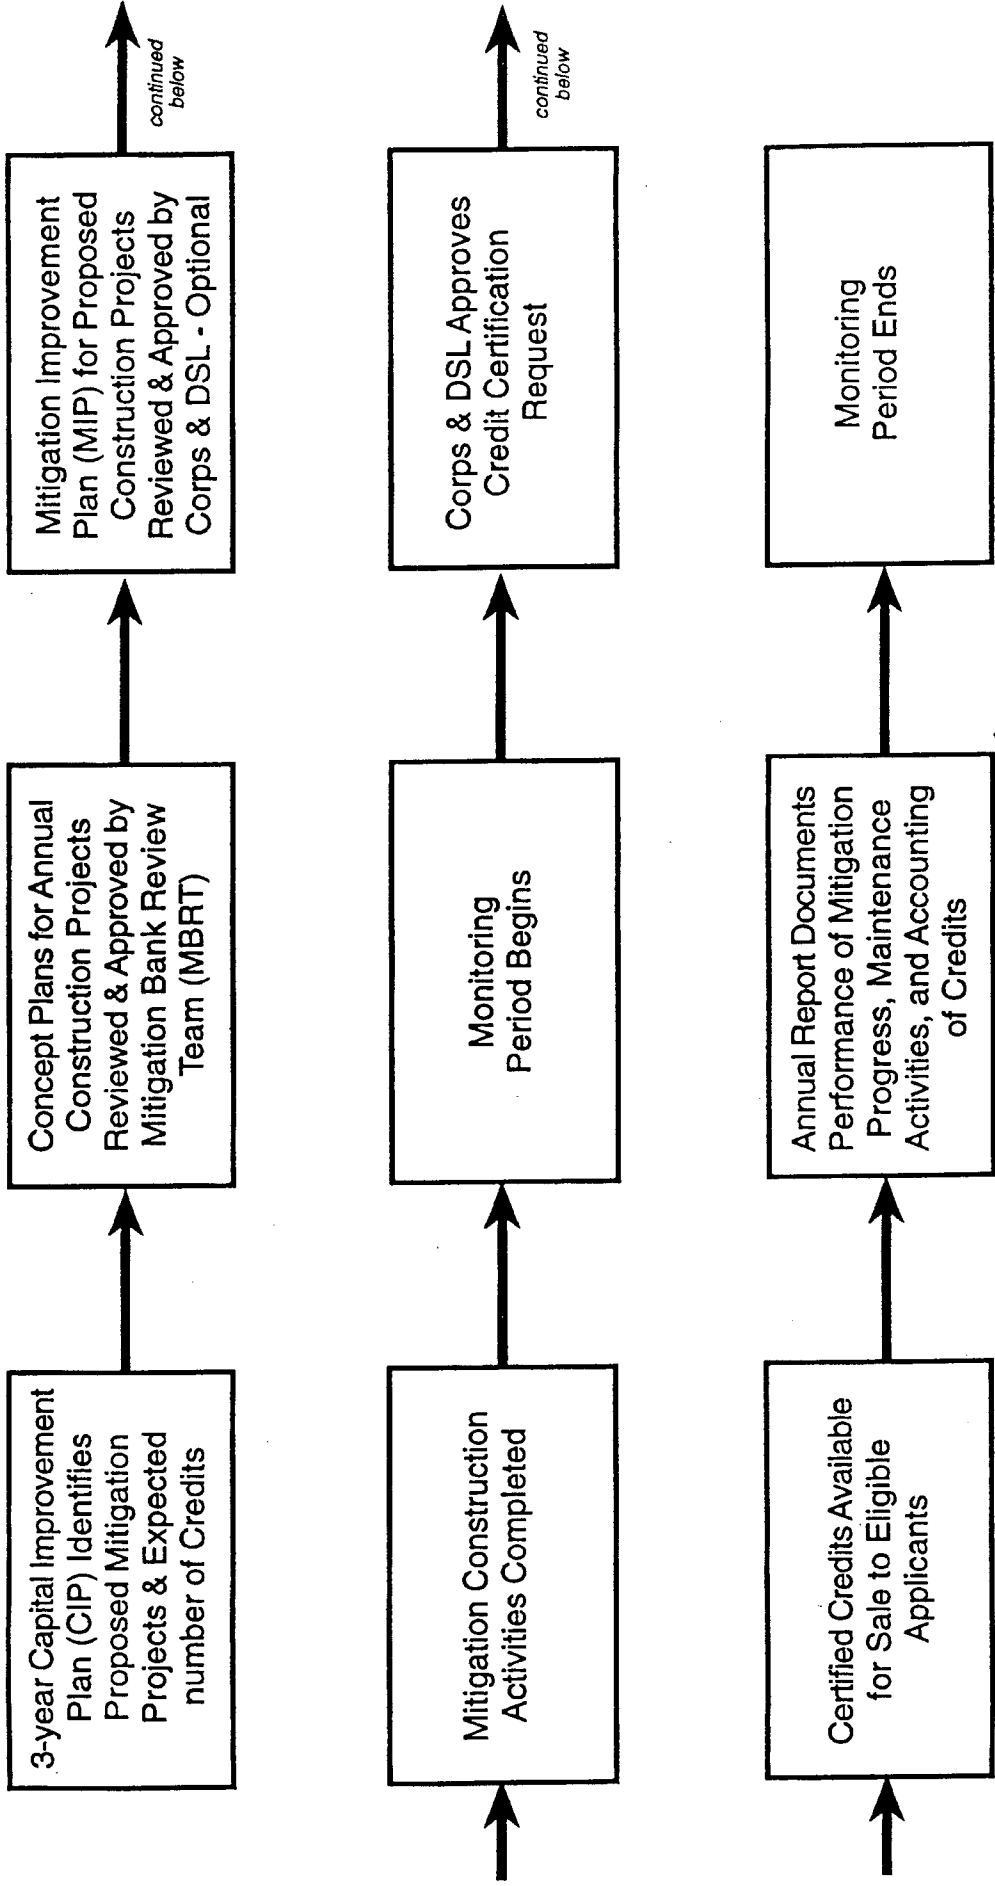 3-year Capital Improvement
Plan (CIP) Identifies
Proposed Mitigation
Projects & Expected
number of Credits
Concept Plans for Annual
Construction Projects
Reviewed & Approved by
Mitigation Bank Review
Team (MBRT)
Mitigation Improvement
Plan (MIP) for Proposed
Construction Projects
Reviewed & Approved by
Corps & DSL - Optional
continued
below
Mitigation Construction
Activities Completed
Monitoring
Period Begins
Corps & DSL Approves
Credit Certification
Request
continued
below
Certified Credits Available
for Sale to Eligible
Applicants
Annual Report Documents
Performance of Mitigation
Progress, Maintenance
Activities, and Accounting
of Credits
Monitoring
Period Ends